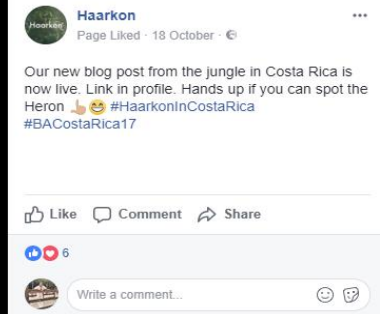 Haarkon
Haarkon
Page Liked · 18 October ·
Our new blog post from the jungle in Costa Rica is
now live. Link in profile. Hands up if you can spot the
Heron 👆😄 #HaarkonInCostaRica
#BACostaRica17
Like Comment Share
6
Write a comment...